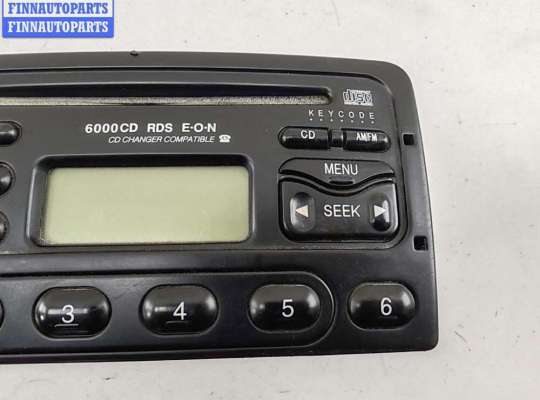 FINNAUTOPARTS
FINNAUTOPARTS
disc
KEYCODE
6000CD RDS E·O·N
CD AM/FM
CD CHANGER COMPATIBLE ☎
MENU
◀ SEEK ▶
3 4 5 6